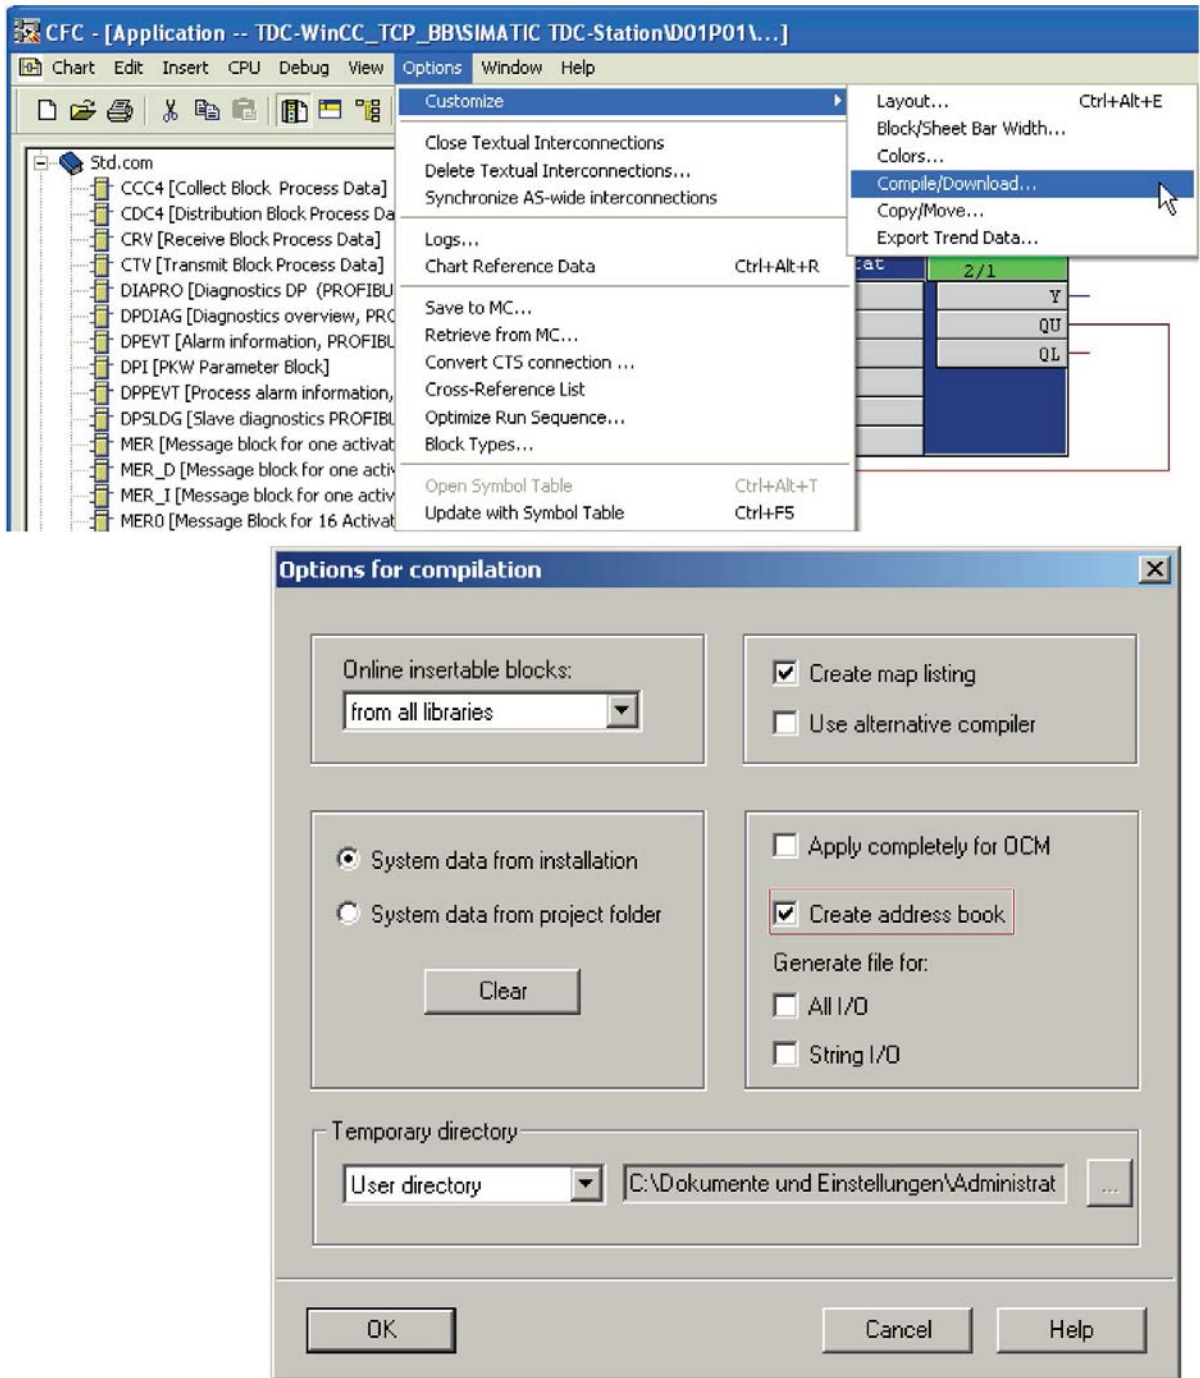 CFC - [Application -- TDC-WinCC_TCP_BB\SIMATIC TDC-Station\D01P01\...]
Chart Edit Insert CPU Debug View Options Window Help
Customize
Close Textual Interconnections
Delete Textual Interconnections...
Synchronize AS-wide interconnections
Logs...
Chart Reference Data Ctrl+Alt+R
Save to MC...
Retrieve from MC...
Convert CTS connection ...
Cross-Reference List
Optimize Run Sequence...
Block Types...
Open Symbol Table Ctrl+Alt+T
Update with Symbol Table Ctrl+F5
Layout... Ctrl+Alt+E
Block/Sheet Bar Width...
Colors...
Compile/Download...
Copy/Move...
Export Trend Data...
Std.com
CCC4 [Collect Block Process Data]
CDC4 [Distribution Block Process Da
CRV [Receive Block Process Data]
CTV [Transmit Block Process Data]
DIAPRO [Diagnostics DP (PROFIBU
DPDIAG [Diagnostics overview, PRO
DPEVT [Alarm information, PROFIBU
DPI [PKW Parameter Block]
DPPEVT [Process alarm information,
DPSLDG [Slave diagnostics PROFIBU
MER [Message block for one activat
MER_D [Message block for one activ
MER_I [Message block for one activ
MER0 [Message Block for 16 Activat
2/1
Y
QU
QL
Options for compilation
Online insertable blocks:
from all libraries
Create map listing
Use alternative compiler
System data from installation
System data from project folder
Clear
Apply completely for OCM
Create address book
Generate file for:
All I/O
String I/O
Temporary directory
User directory C:\Dokumente und Einstellungen\Administrat ...
OK Cancel Help